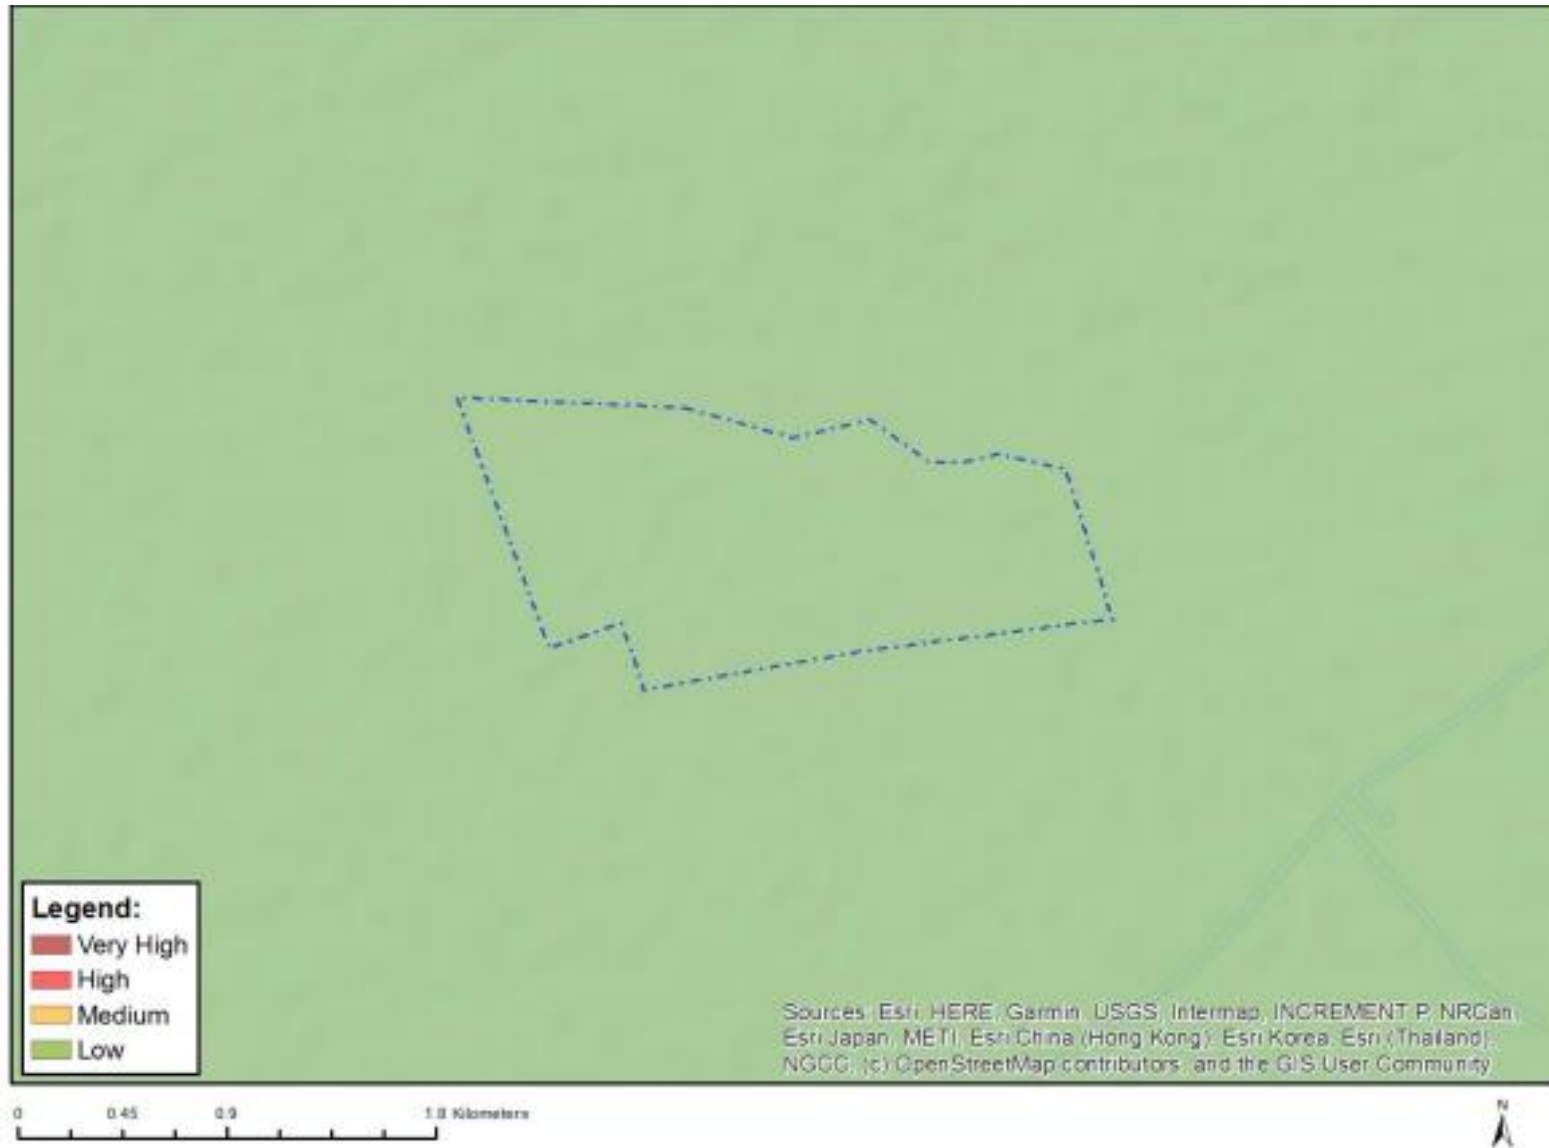 Legend:
Very High
High
Medium
Low
Sources: Esri, HERE, Garmin, USGS, Intermap, INCREMENT P, NRCan,
Esri Japan, METI, Esri China (Hong Kong), Esri Korea, Esri (Thailand),
NGCC, (c) OpenStreetMap contributors, and the GIS User Community
0 0.45 0.9 1.8 Kilometers
N